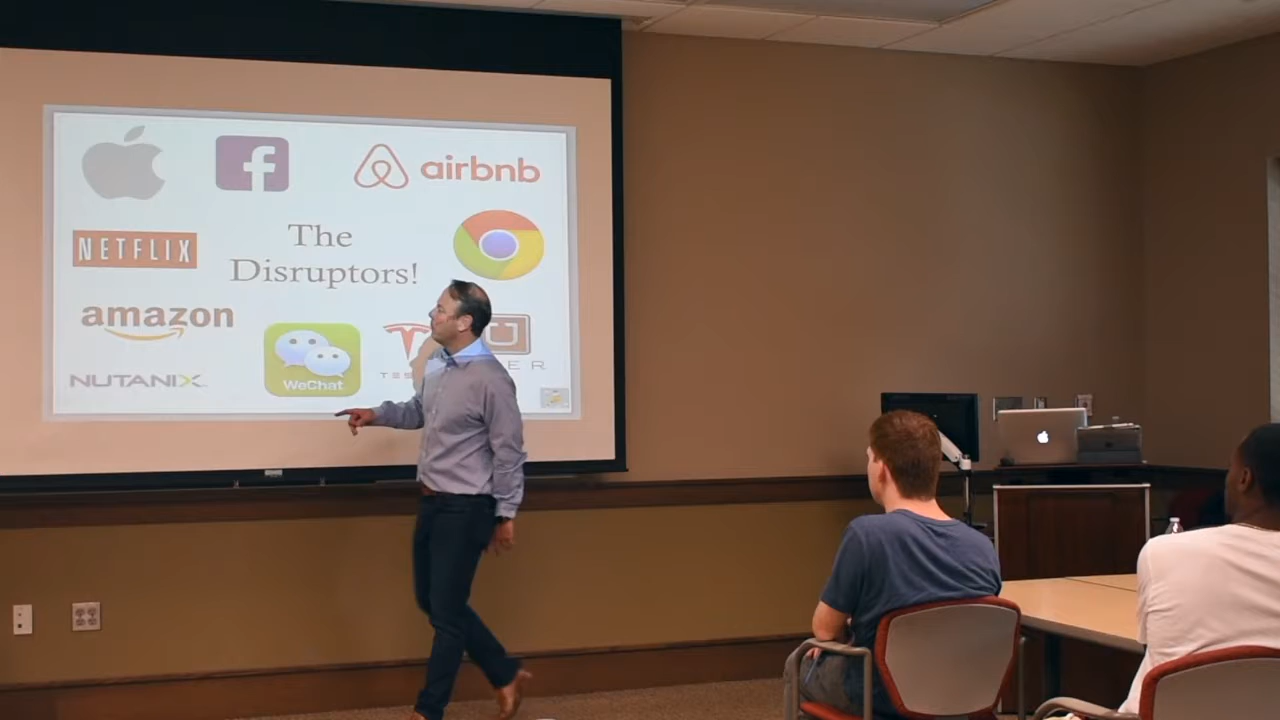 airbnb
The
Disruptors!
NETFLIX
amazon
WeChat
NUTANIX